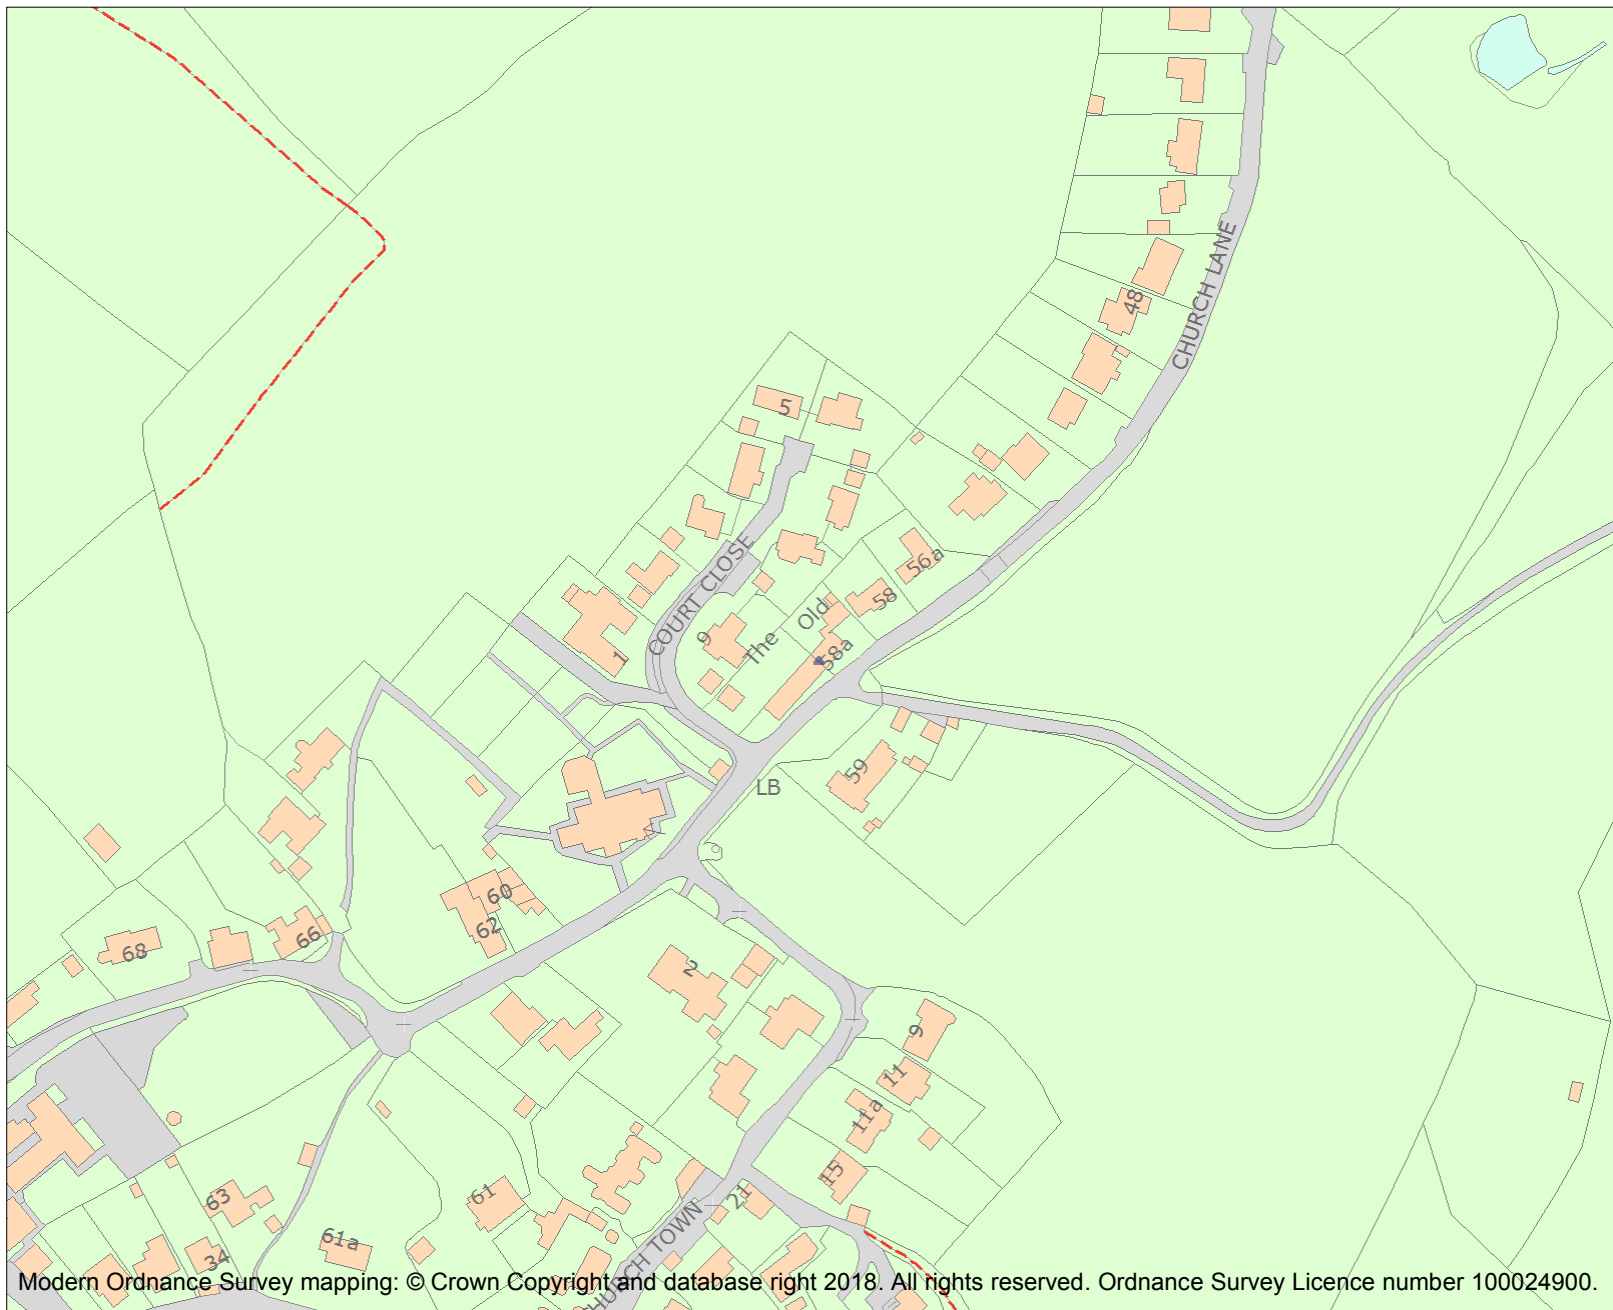 CHURCH LANE
48
5
56a
COURT CLOSE
58
Old
The
9
58a
1
59
LB
60
62
66
68
2
9
11
11a
15
21
61
63
61a
34
CHURCH TOWN
Modern Ordnance Survey mapping: © Crown Copyright and database right 2018. All rights reserved. Ordnance Survey Licence number 100024900.